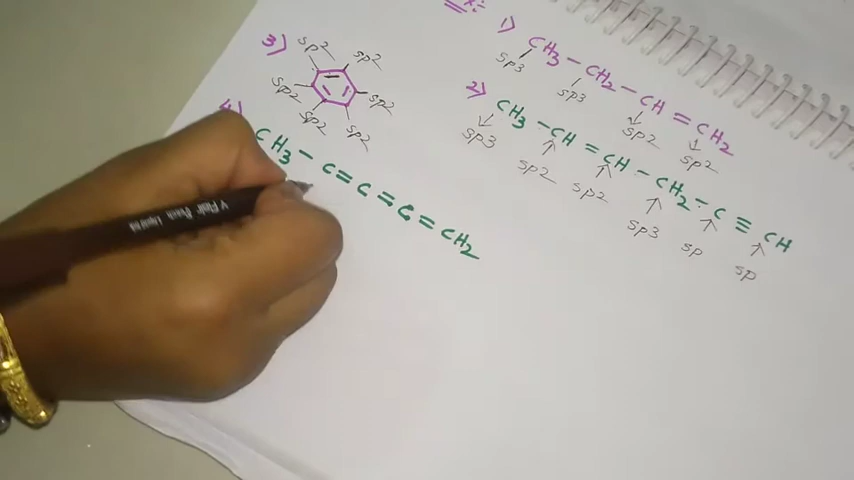 1) CH3 - CH2 - CH = CH2
sp3 sp3 sp2 sp2
2) CH3 - CH = CH - CH2 - C ≡ CH
sp3 sp2 sp2 sp3 sp sp
3) sp2 sp2
sp2 sp2
sp2 sp2
4)
CH3 - C = C = C = CH2
V Pen